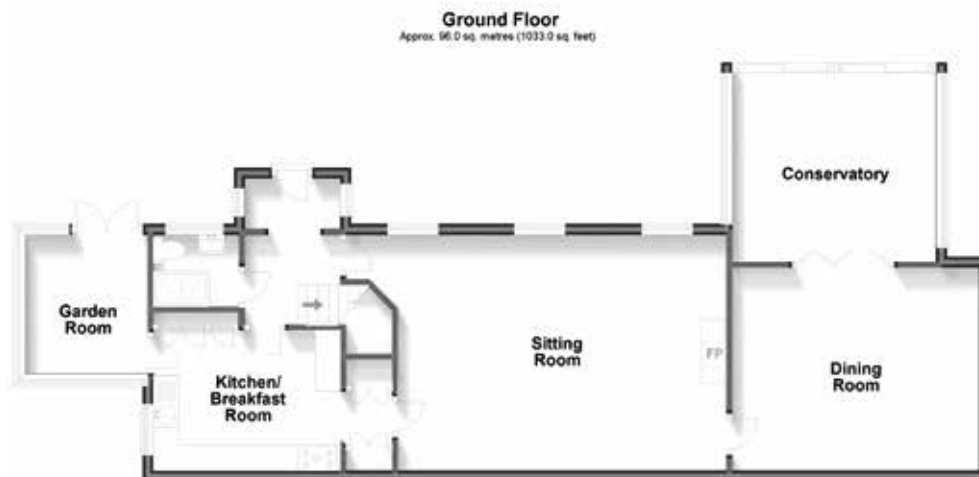 Ground Floor
Approx. 96.0 sq. metres (1033.0 sq. feet)
Conservatory
Garden
Room
Sitting
Room
FP
Kitchen/
Breakfast
Room
Dining
Room